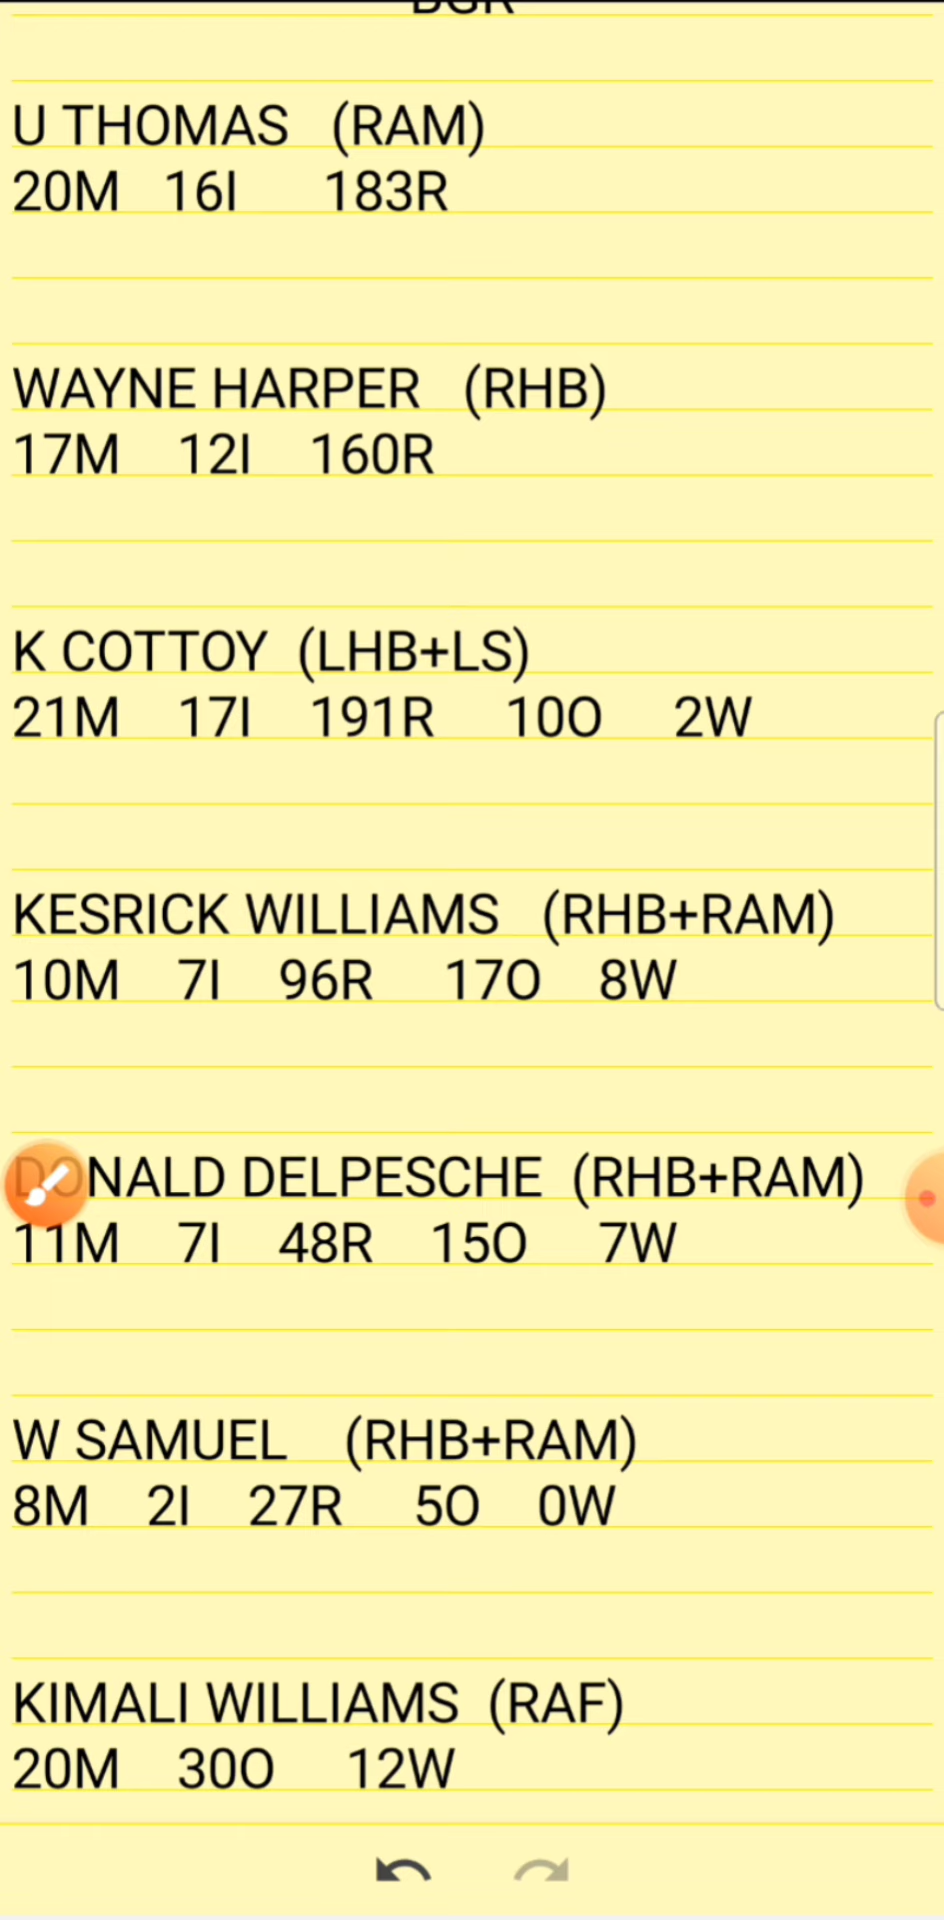 U THOMAS (RAM)
20M 16I 183R
WAYNE HARPER (RHB)
17M 12I 160R
K COTTOY (LHB+LS)
21M 17I 191R 10O 2W
KESRICK WILLIAMS (RHB+RAM)
10M 7I 96R 17O 8W
DONALD DELPESCHE (RHB+RAM)
11M 7I 48R 15O 7W
W SAMUEL (RHB+RAM)
8M 2I 27R 5O 0W
KIMALI WILLIAMS (RAF)
20M 30O 12W